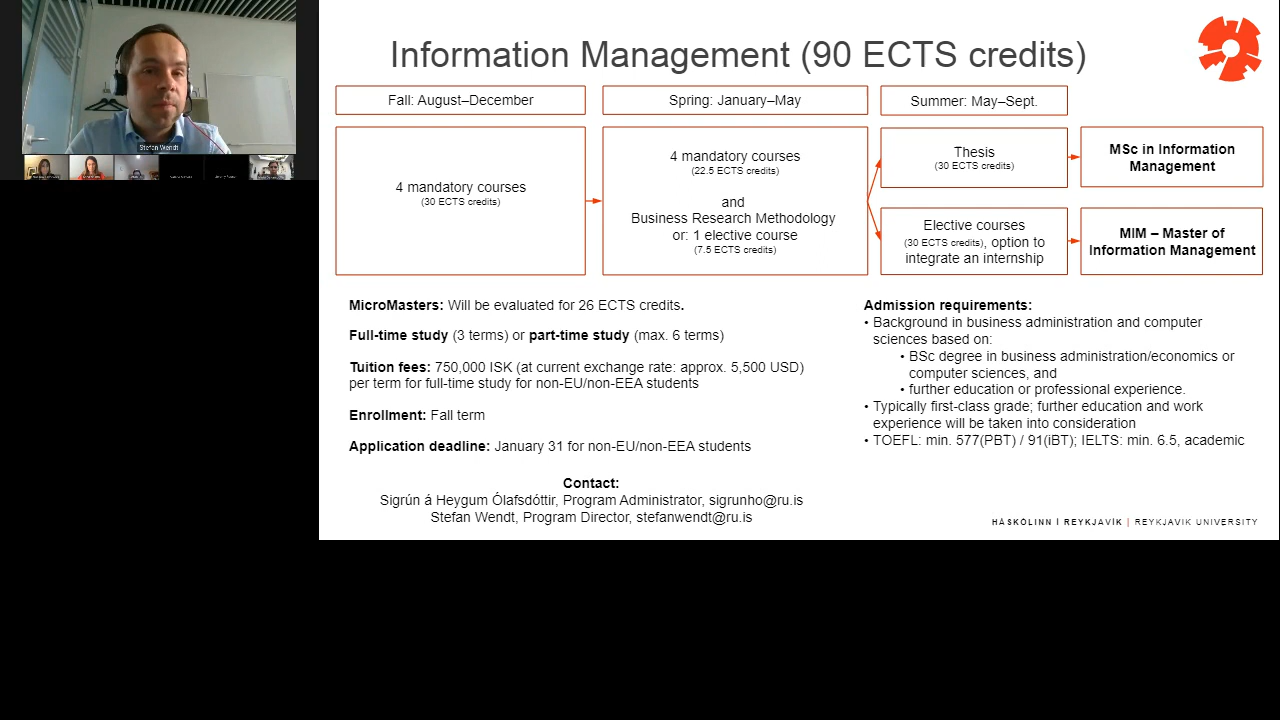 Information Management (90 ECTS credits)
Fall: August–December
Spring: January–May
Summer: May–Sept.
4 mandatory courses
(30 ECTS credits)
4 mandatory courses
(22.5 ECTS credits)
and
Business Research Methodology
or: 1 elective course
(7.5 ECTS credits)
Thesis
(30 ECTS credits)
MSc in Information
Management
Elective courses
(30 ECTS credits), option to
integrate an internship
MIM – Master of
Information Management
MicroMasters: Will be evaluated for 26 ECTS credits.
Full-time study (3 terms) or part-time study (max. 6 terms)
Tuition fees: 750,000 ISK (at current exchange rate: approx. 5,500 USD)
per term for full-time study for non-EU/non-EEA students
Enrollment: Fall term
Application deadline: January 31 for non-EU/non-EEA students
Contact:
Sigrún á Heygum Ólafsdóttir, Program Administrator, sigrunho@ru.is
Stefan Wendt, Program Director, stefanwendt@ru.is
Admission requirements:
• Background in business administration and computer
sciences based on:
• BSc degree in business administration/economics or
computer sciences, and
• further education or professional experience.
• Typically first-class grade; further education and work
experience will be taken into consideration
• TOEFL: min. 577(PBT) / 91(iBT); IELTS: min. 6.5, academic
HÁSKÓLINN Í REYKJAVÍK | REYKJAVIK UNIVERSITY
Stefan Wendt